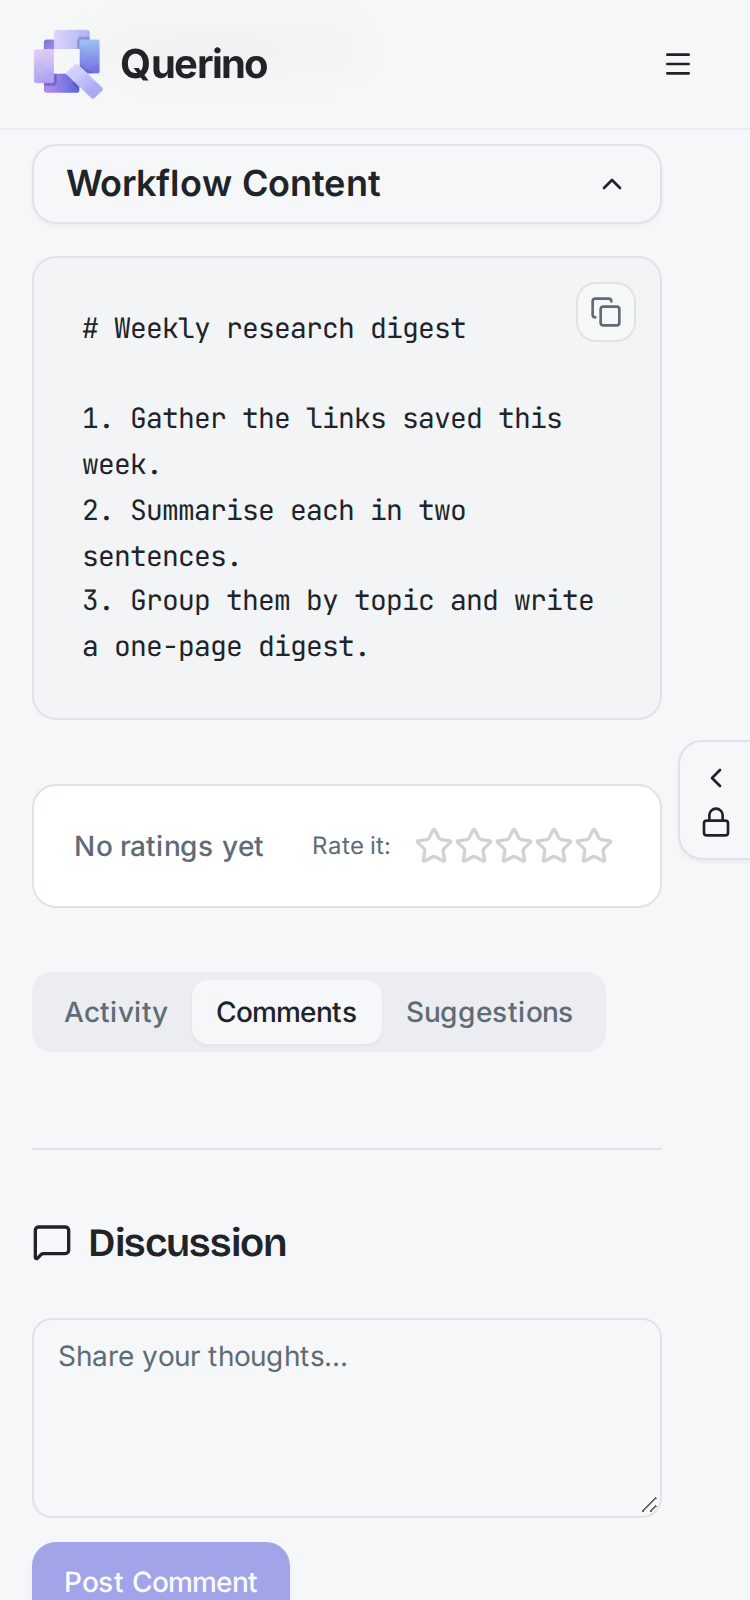 Querino
Workflow Content
# Weekly research digest
1. Gather the links saved this
week.
2. Summarise each in two
sentences.
3. Group them by topic and write
a one-page digest.
No ratings yet
Rate it:
Activity
Comments
Suggestions
Discussion
Share your thoughts...
Post Comment